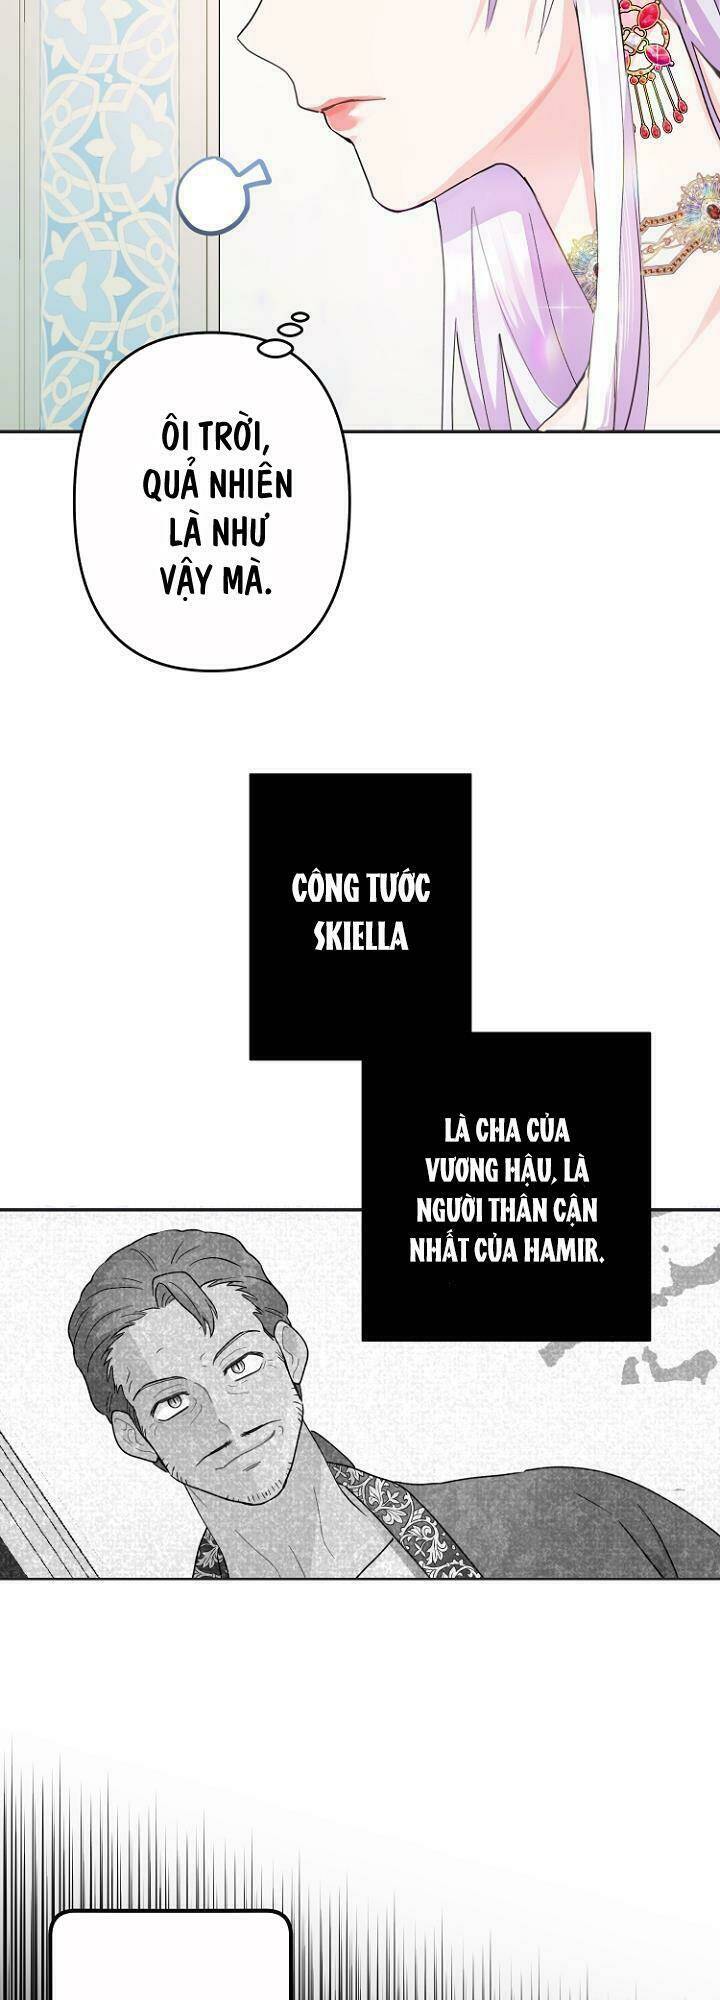 ÔI TRỜI,
QUẢ NHIÊN
LÀ NHƯ
VẬY MÀ.
CÔNG TƯỚC
SKIELLA
LÀ CHA CỦA
VƯƠNG HẬU, LÀ
NGƯỜI THÂN CẬN
NHẤT CỦA HAMIR.